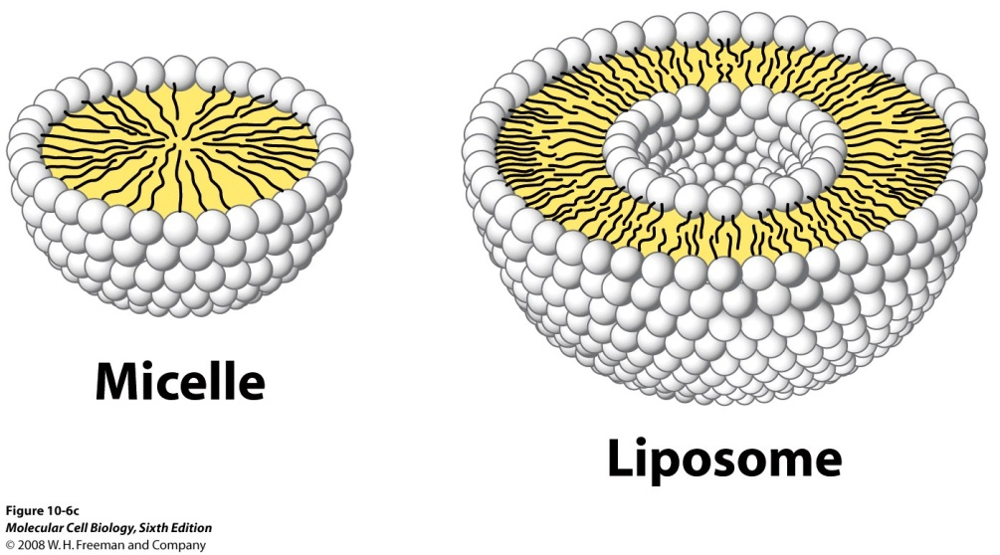 Micelle
Liposome
Figure 10-6c
Molecular Cell Biology, Sixth Edition
© 2008 W. H. Freeman and Company